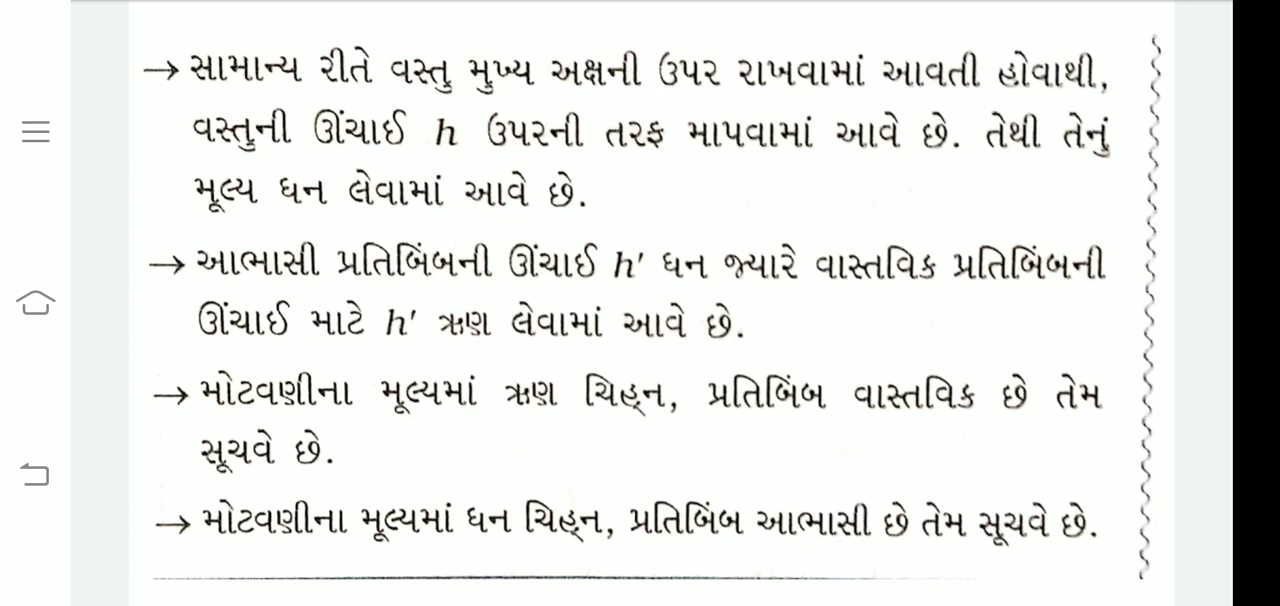 → સામાન્ય રીતે વસ્તુ મુખ્ય અક્ષની ઉપર રાખવામાં આવતી હોવાથી,
વસ્તુની ઊંચાઈ h ઉપરની તરફ માપવામાં આવે છે. તેથી તેનું
મૂલ્ય ધન લેવામાં આવે છે.
→ આભાસી પ્રતિબિંબની ઊંચાઈ h' ધન જ્યારે વાસ્તવિક પ્રતિબિંબની
ઊંચાઈ માટે h' ઋણ લેવામાં આવે છે.
→ મોટવણીના મૂલ્યમાં ઋણ ચિહ્ન, પ્રતિબિંબ વાસ્તવિક છે તેમ
સૂચવે છે.
→ મોટવણીના મૂલ્યમાં ધન ચિહ્ન, પ્રતિબિંબ આભાસી છે તેમ સૂચવે છે.